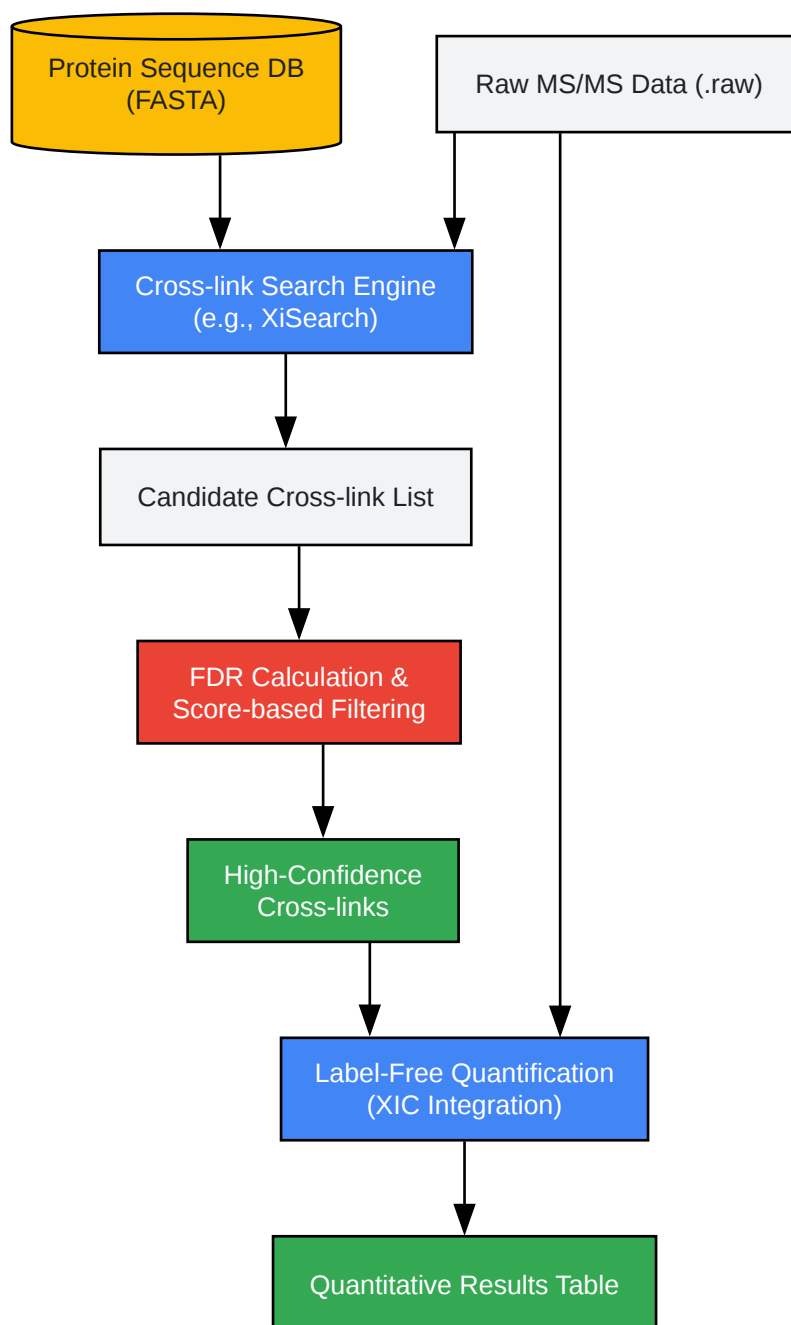 Protein Sequence DB
(FASTA)
Raw MS/MS Data (.raw)
Cross-link Search Engine
(e.g., XiSearch)
Candidate Cross-link List
FDR Calculation &
Score-based Filtering
High-Confidence
Cross-links
Label-Free Quantification
(XIC Integration)
Quantitative Results Table